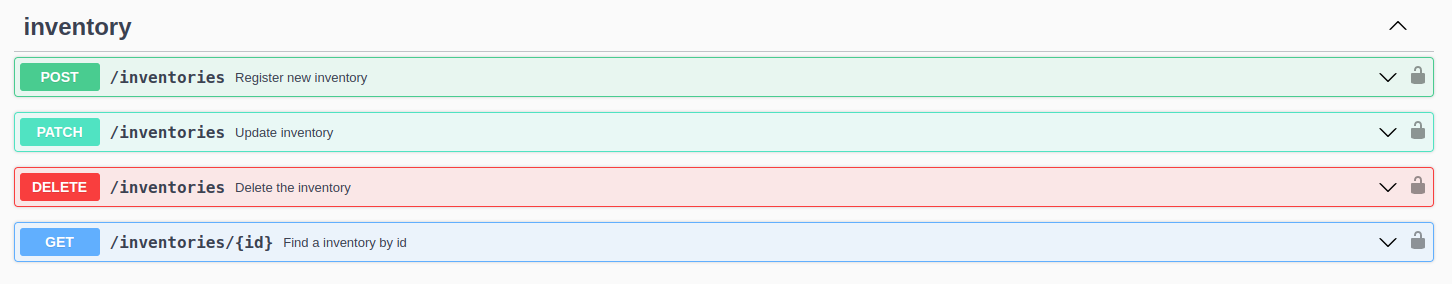 inventory
POST /inventories Register new inventory
PATCH /inventories Update inventory
DELETE /inventories Delete the inventory
GET /inventories/{id} Find a inventory by id